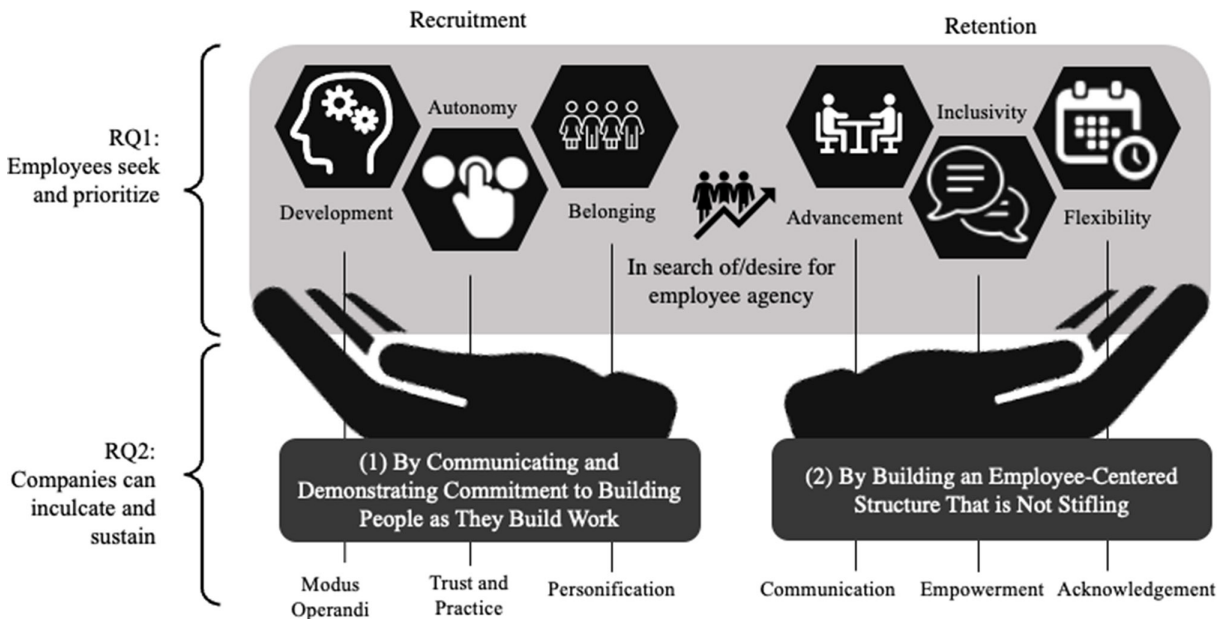 Recruitment
Retention
RQ1:
Employees seek
and prioritize
Development
Autonomy
Belonging
In search of/desire for
employee agency
Advancement
Inclusivity
Flexibility
RQ2:
Companies can
inculcate and
sustain
(1) By Communicating and
Demonstrating Commitment to Building
People as They Build Work
(2) By Building an Employee-Centered
Structure That is Not Stifling
Modus
Operandi
Trust and
Practice
Personification
Communication
Empowerment
Acknowledgement